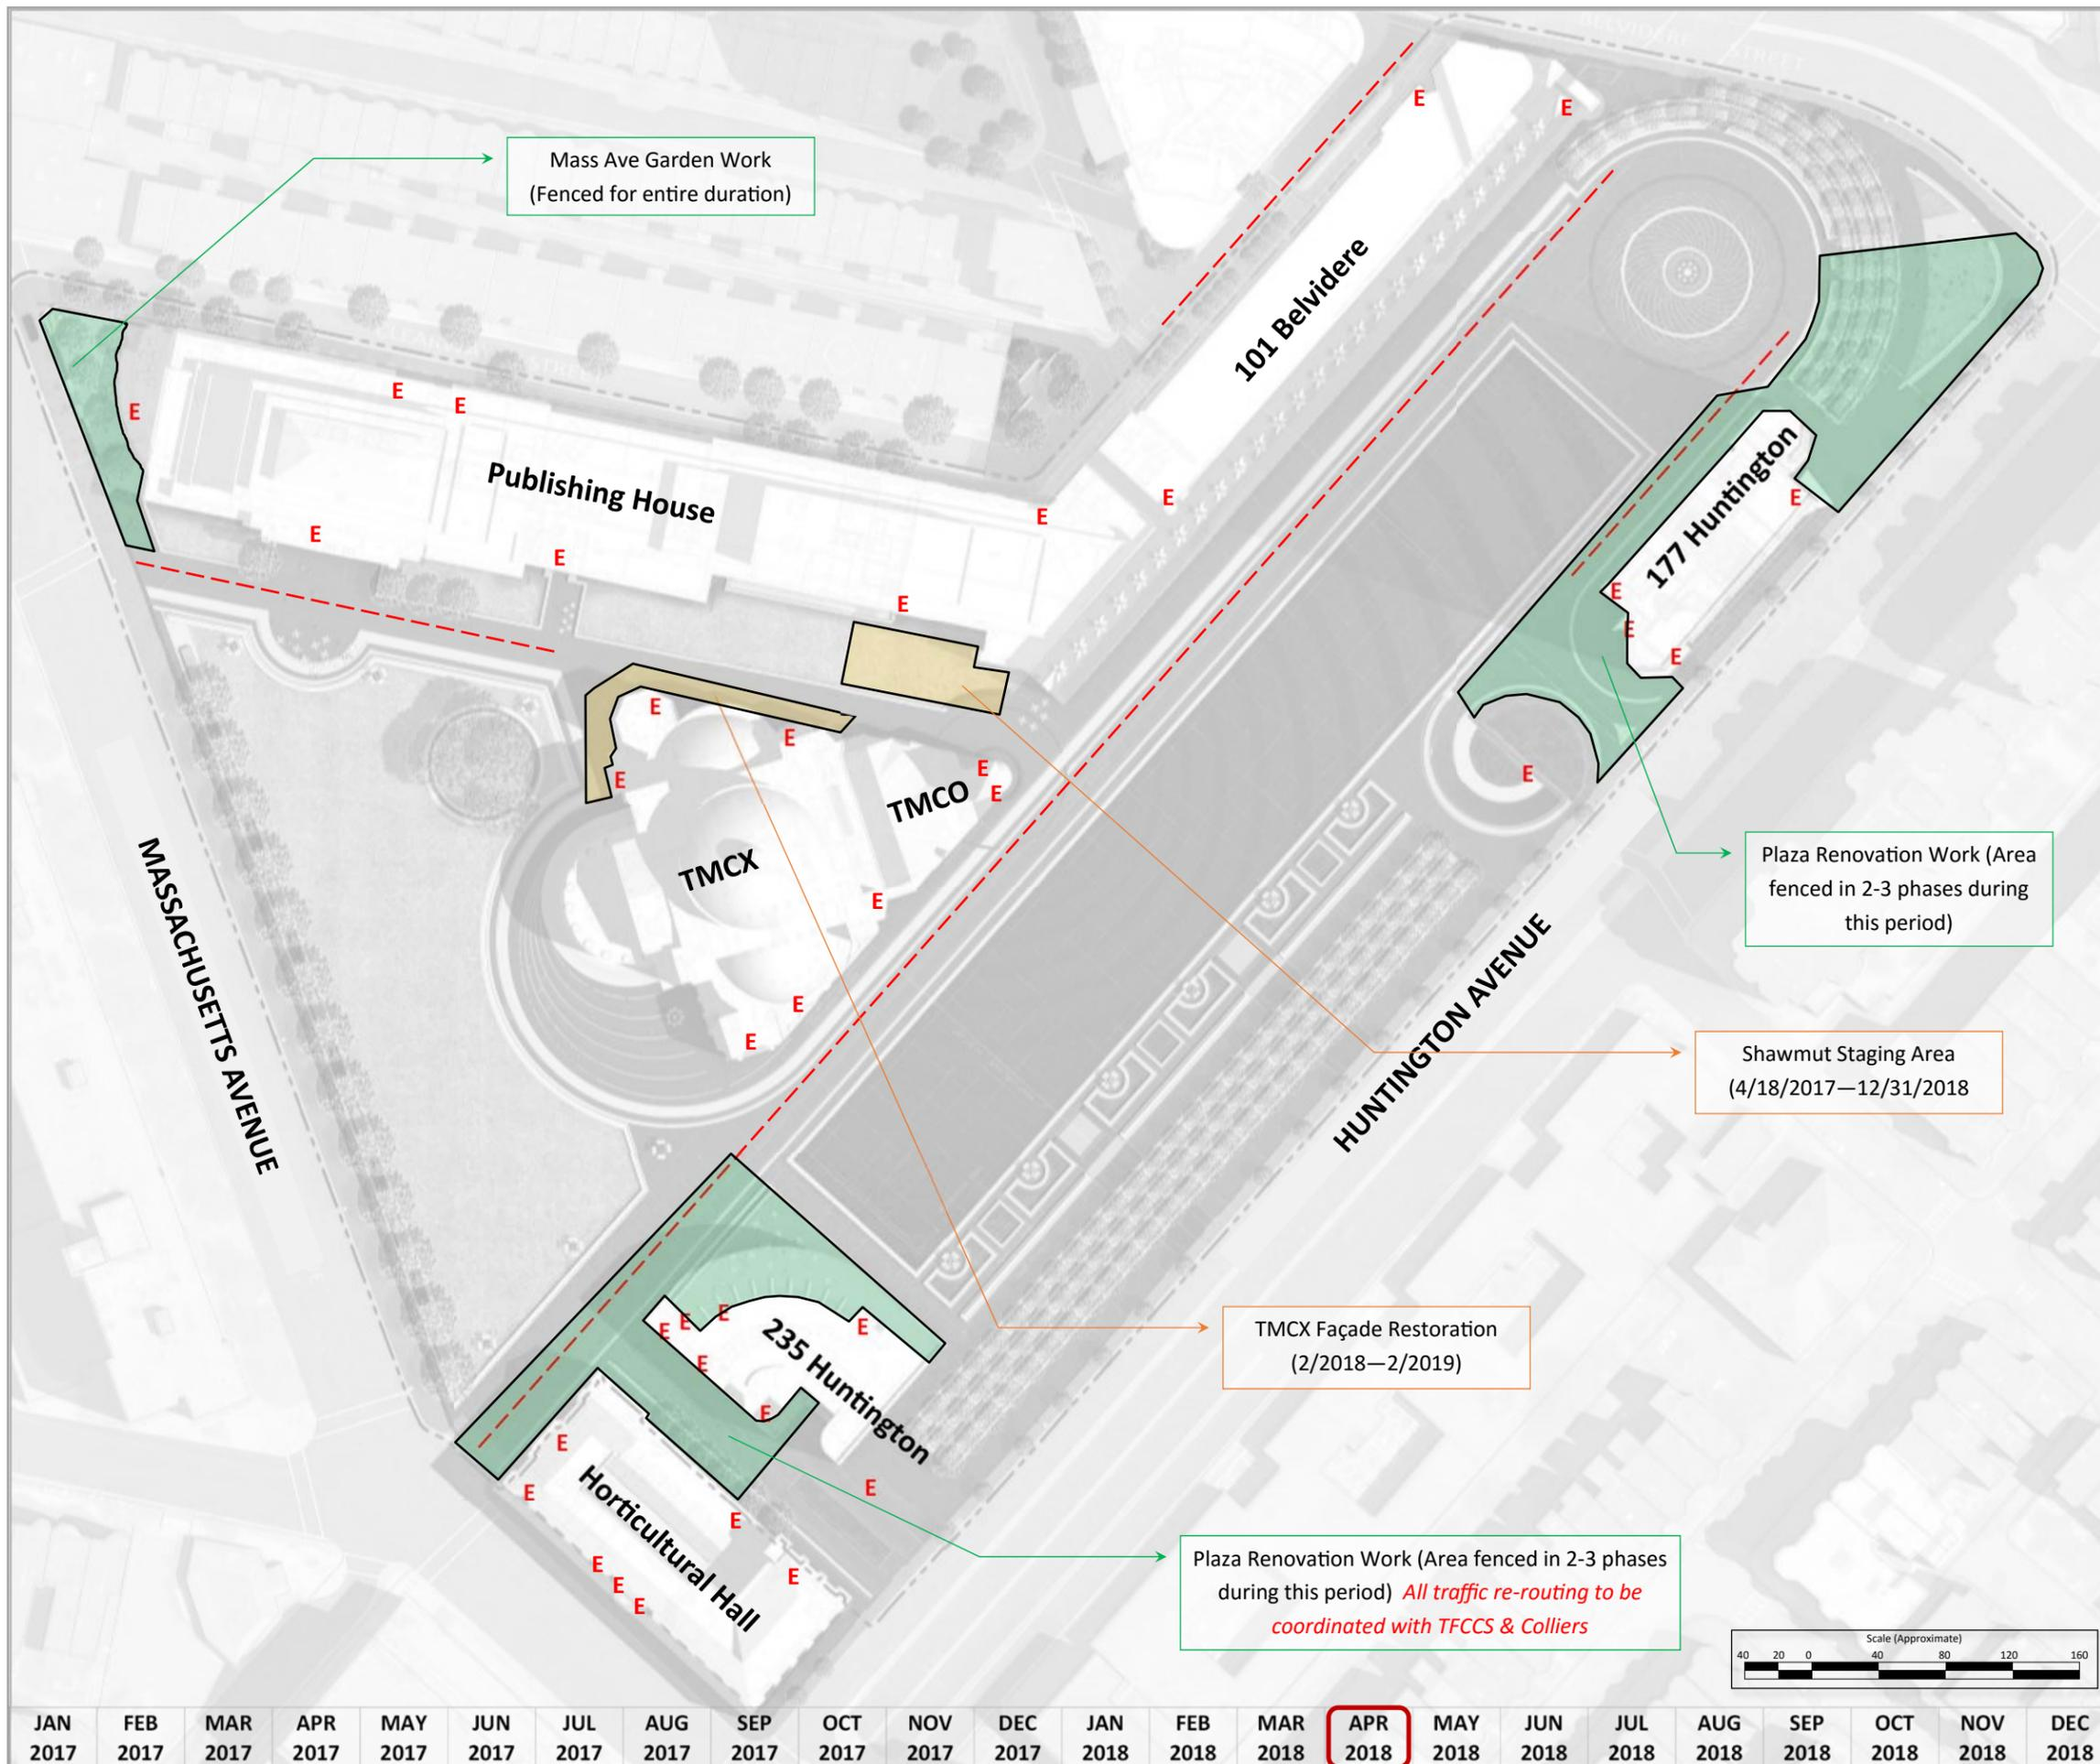 BELVIDERE STREET
E
E
Mass Ave Garden Work
(Fenced for entire duration)
101 Belvidere
E
E
E
Publishing House
E
E
E
E
E
E
177 Huntington
E
E
E
E
E
E
E
E
E
E
TMCO
E
TMCX
E
MASSACHUSETTS AVENUE
Plaza Renovation Work (Area
fenced in 2-3 phases during
this period)
HUNTINGTON AVENUE
E
E
Shawmut Staging Area
(4/18/2017—12/31/2018
TMCX Façade Restoration
(2/2018—2/2019)
E
E
E
E
E
E
235 Huntington
E
E
E
E
Horticultural Hall
E
E
E
E
Plaza Renovation Work (Area fenced in 2-3 phases
during this period) All traffic re-routing to be
coordinated with TFCCS & Colliers
Scale (Approximate)
40 20 0 40 80 120 160
JAN FEB MAR APR MAY JUN JUL AUG SEP OCT NOV DEC JAN FEB MAR APR MAY JUN JUL AUG SEP OCT NOV DEC
2017 2017 2017 2017 2017 2017 2017 2017 2017 2017 2017 2017 2018 2018 2018 2018 2018 2018 2018 2018 2018 2018 2018 2018